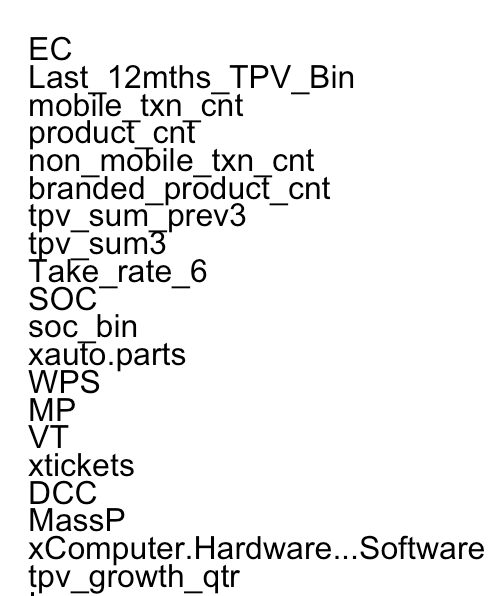 EC
Last_12mths_TPV_Bin
mobile_txn_cnt
product_cnt
non_mobile_txn_cnt
branded_product_cnt
tpv_sum_prev3
tpv_sum3
Take_rate_6
SOC
soc_bin
xauto.parts
WPS
MP
VT
xtickets
DCC
MassP
xComputer.Hardware...Software
tpv_growth_qtr